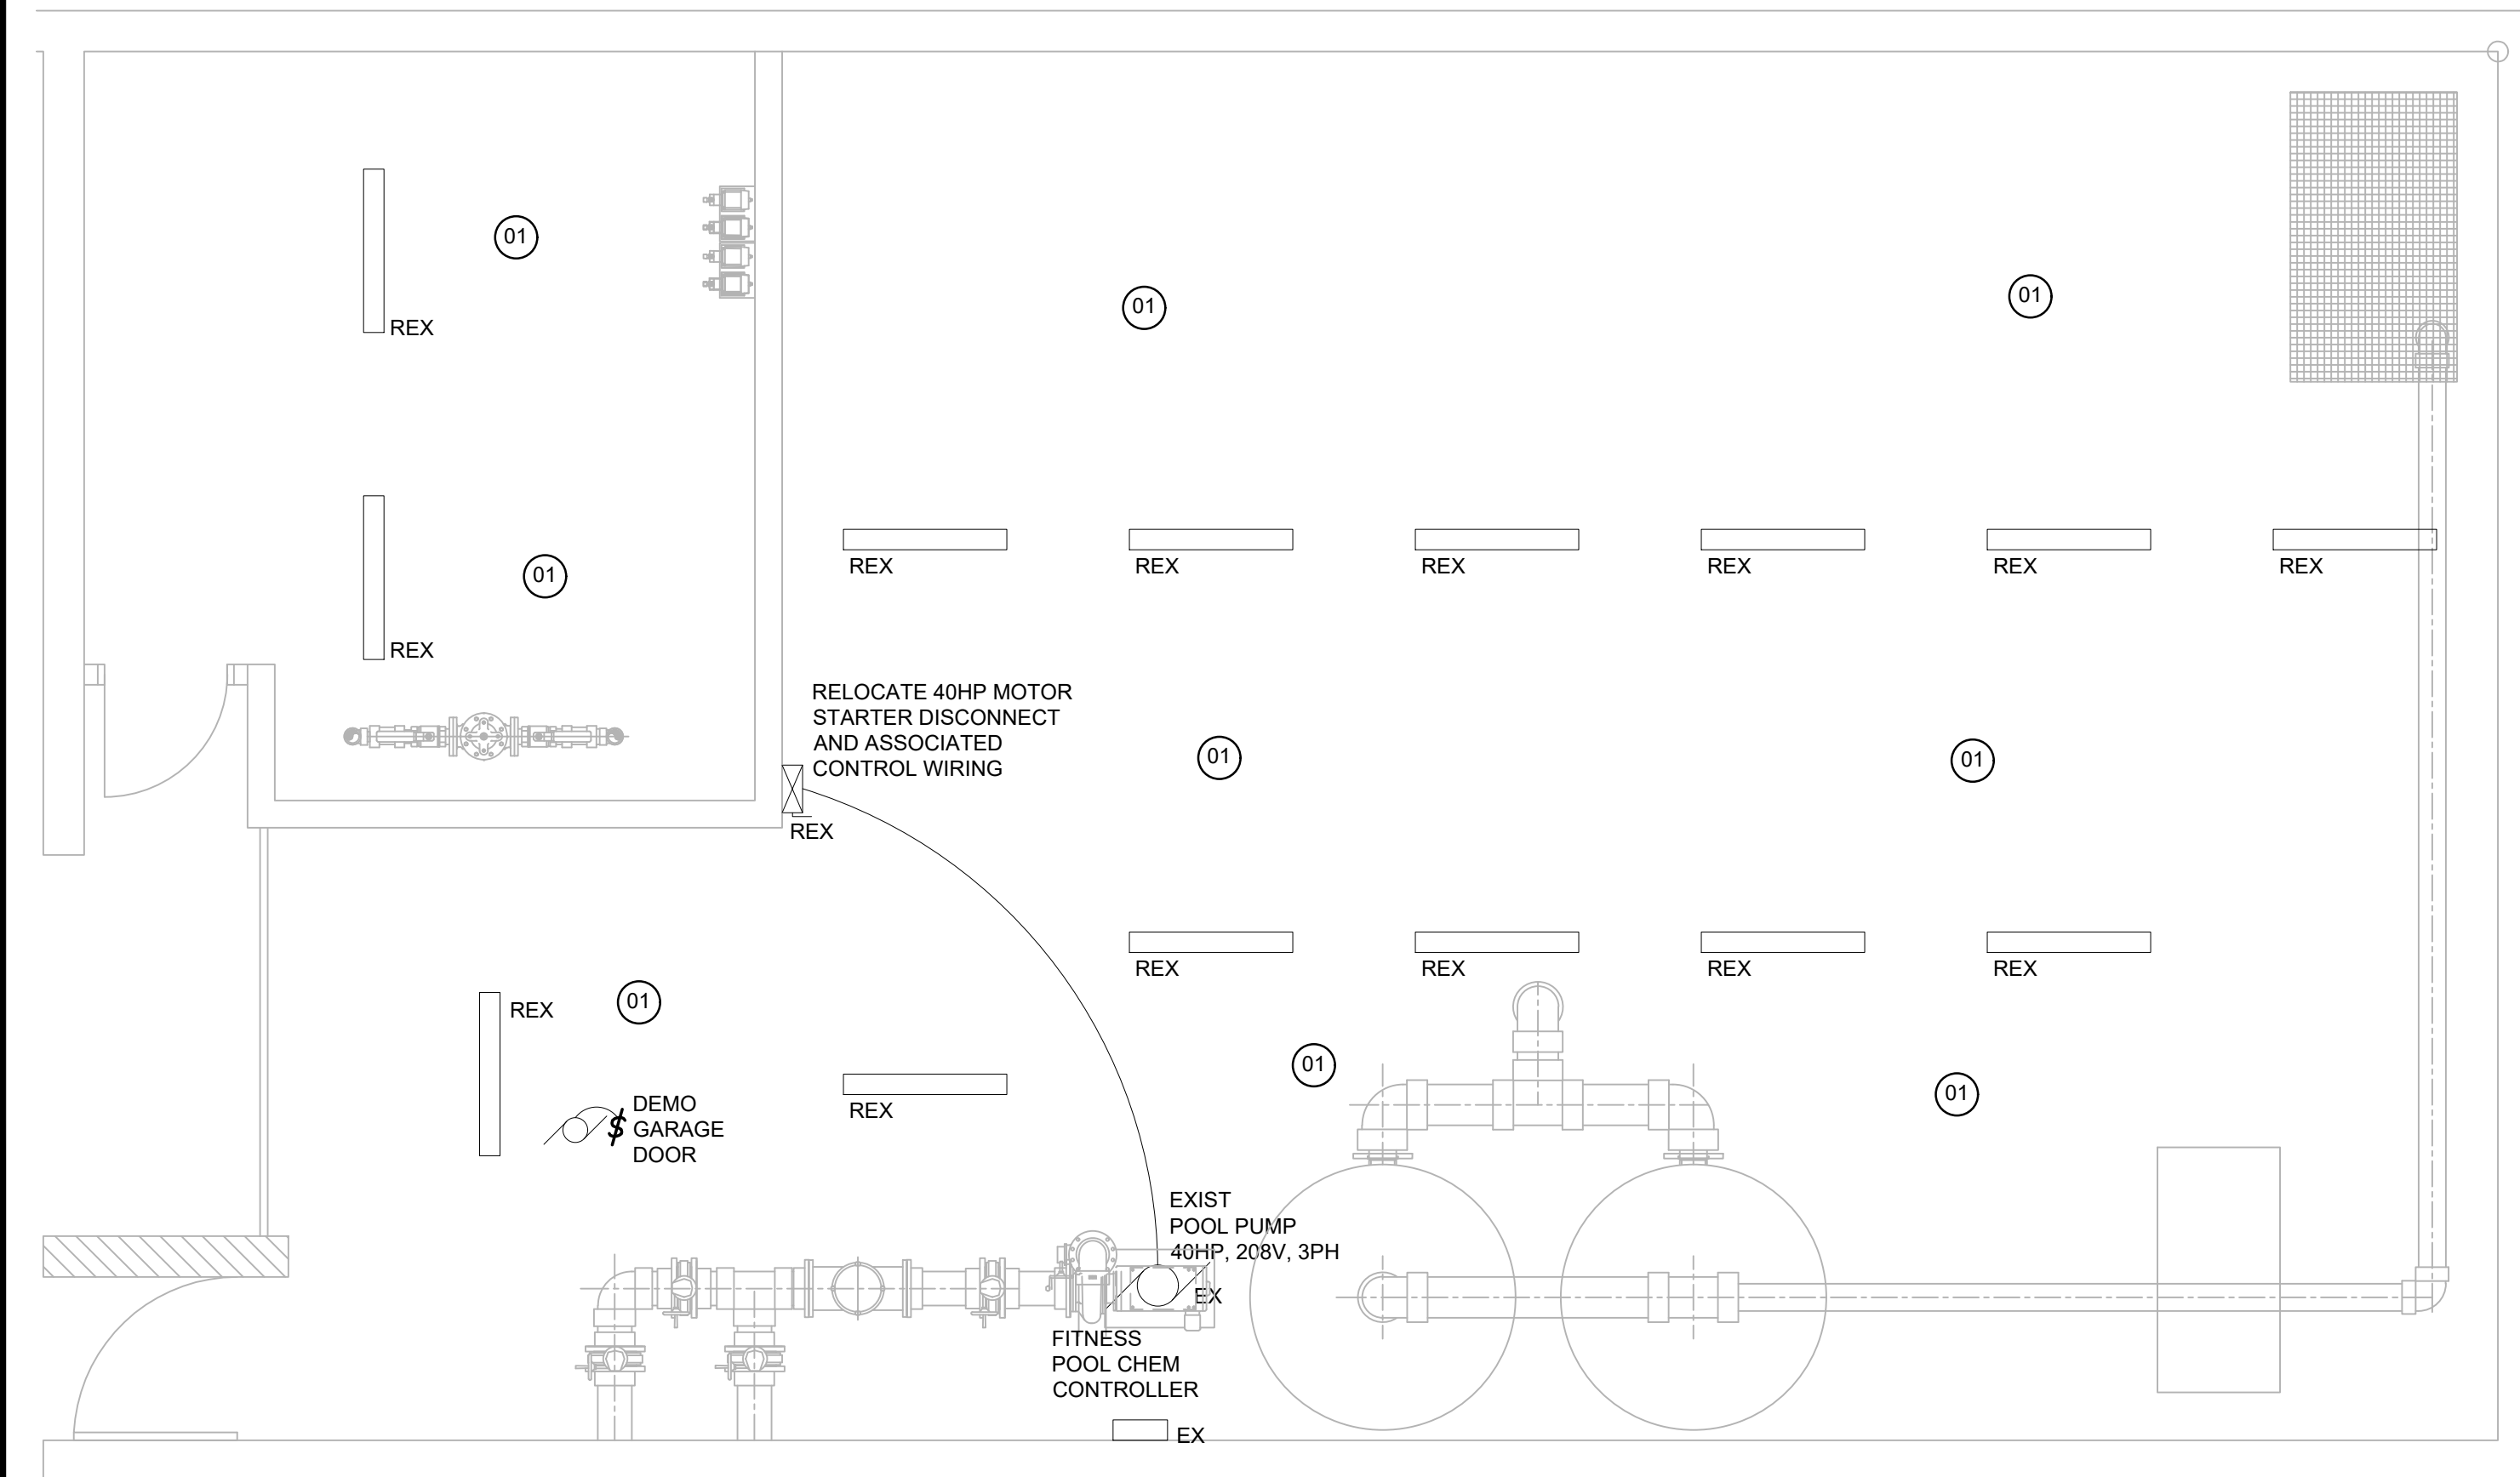 01
01
01
REX
REX
REX
REX
REX
REX
REX
01
REX
RELOCATE 40HP MOTOR
STARTER DISCONNECT
AND ASSOCIATED
CONTROL WIRING
01
01
REX
REX
REX
REX
REX
REX
01
01
01
DEMO
GARAGE
DOOR
$
REX
EXIST
POOL PUMP
40HP, 208V, 3PH
EX
FITNESS
POOL CHEM
CONTROLLER
EX